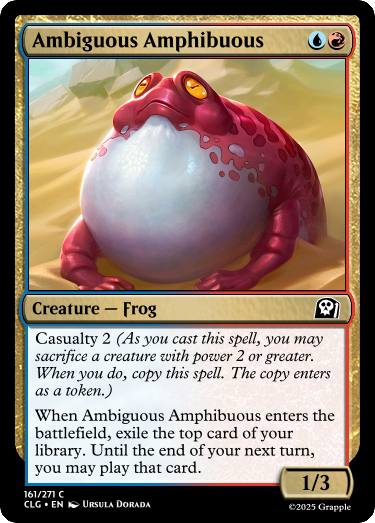 Ambiguous Amphibuous
Creature — Frog
Casualty 2 (As you cast this spell, you may
sacrifice a creature with power 2 or greater.
When you do, copy this spell. The copy enters
as a token.)
When Ambiguous Amphibuous enters the
battlefield, exile the top card of your
library. Until the end of your next turn,
you may play that card.
1/3
161/271 C
CLG • EN Ursula Dorada
©2025 Grapple